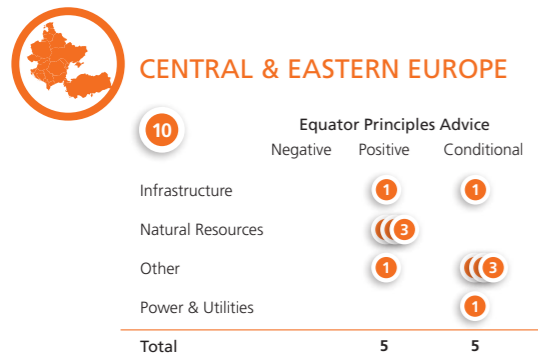 CENTRAL & EASTERN EUROPE
10
Equator Principles Advice
Negative Positive Conditional
Infrastructure 1 1
Natural Resources 3
Other 1 3
Power & Utilities 1
Total 5 5